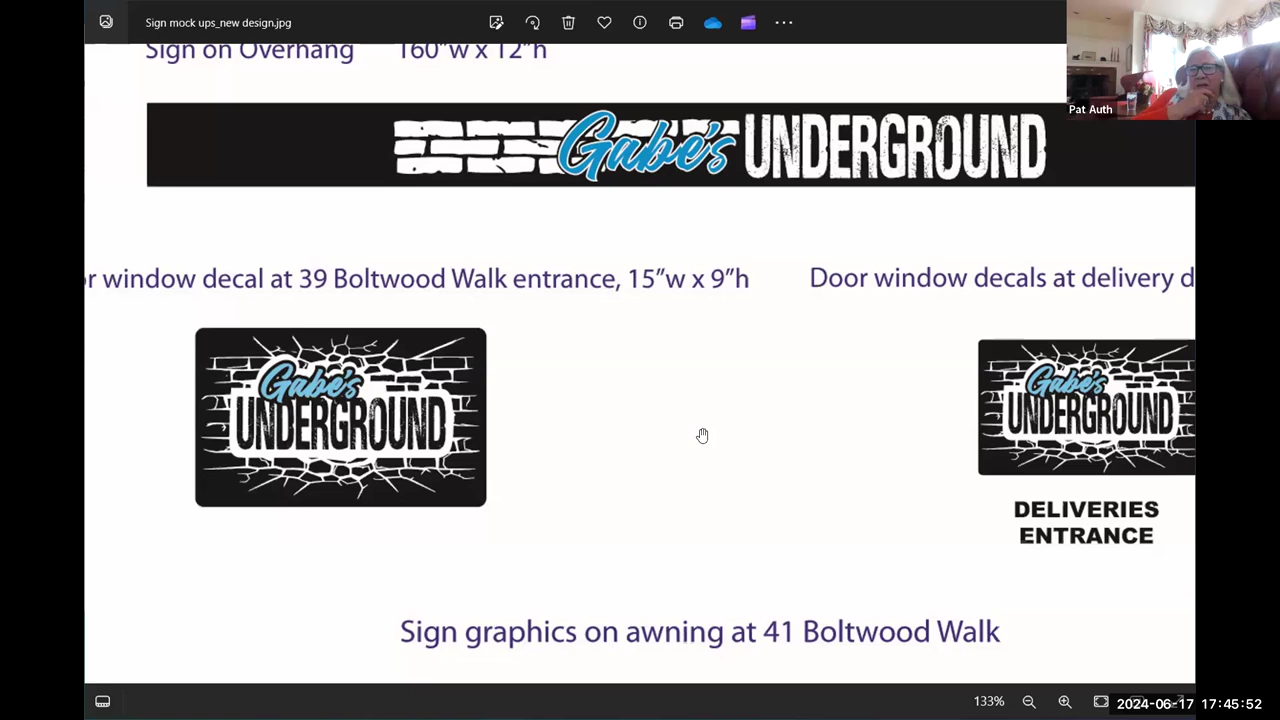 Sign mock ups_new design.jpg
Sign on Overhang 160”w x 12”h
Pat Auth
Gabe's UNDERGROUND
r window decal at 39 Boltwood Walk entrance, 15”w x 9”h
Door window decals at delivery d
Gabe's
UNDERGROUND
Gabe's
UNDERGROUND
DELIVERIES
ENTRANCE
Sign graphics on awning at 41 Boltwood Walk
133%
2024-06-17 17:45:52